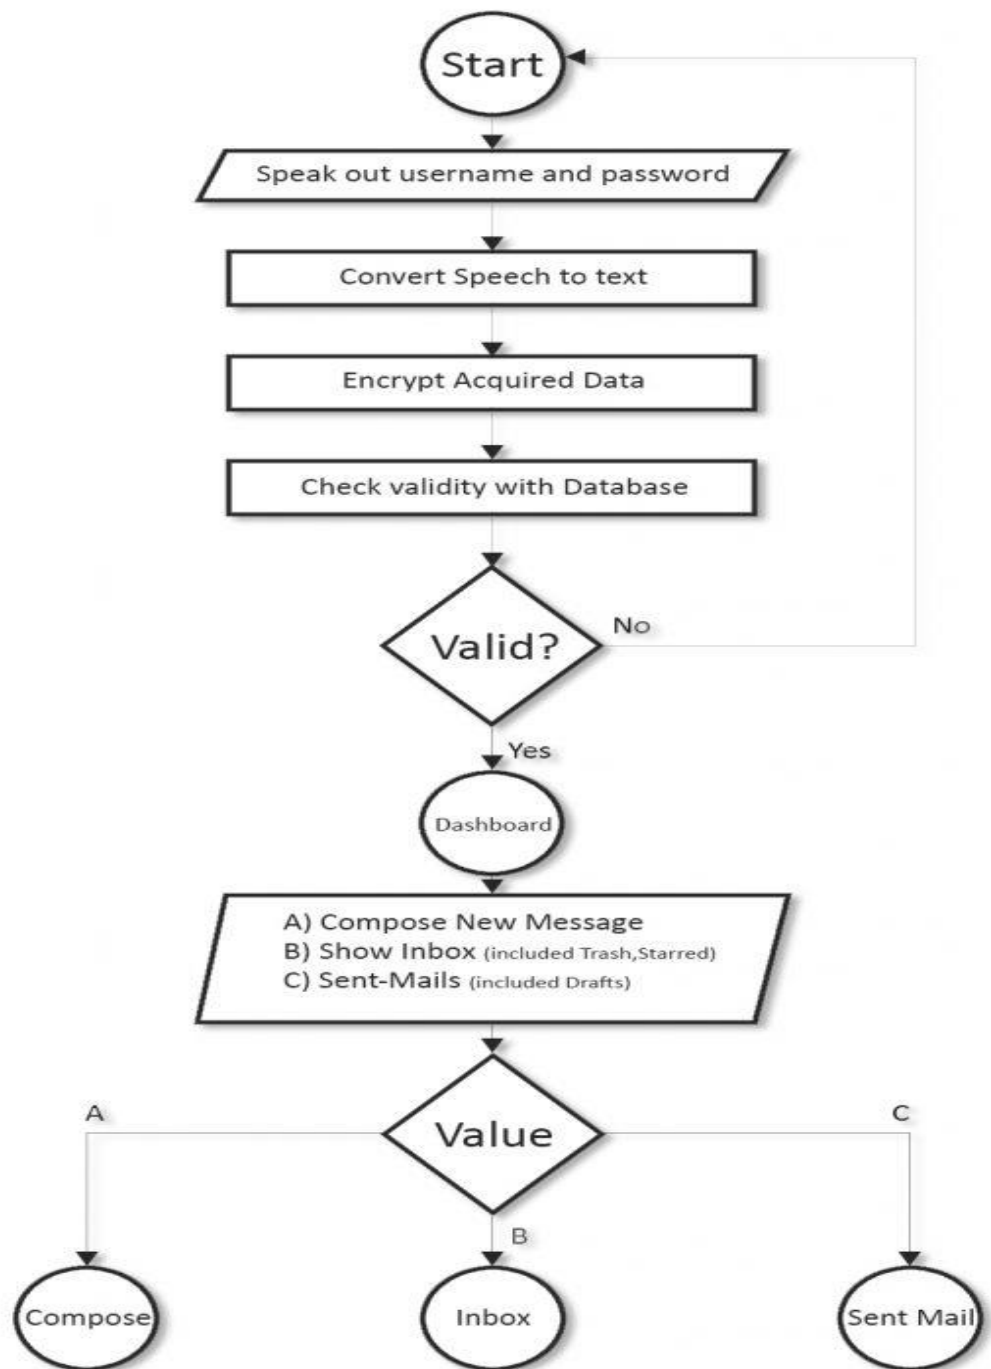 Start
Speak out username and password
Convert Speech to text
Encrypt Acquired Data
Check validity with Database
Valid?
No
Yes
Dashboard
A) Compose New Message
B) Show Inbox (included Trash,Starred)
C) Sent-Mails (included Drafts)
Value
A
C
B
Compose
Inbox
Sent Mail